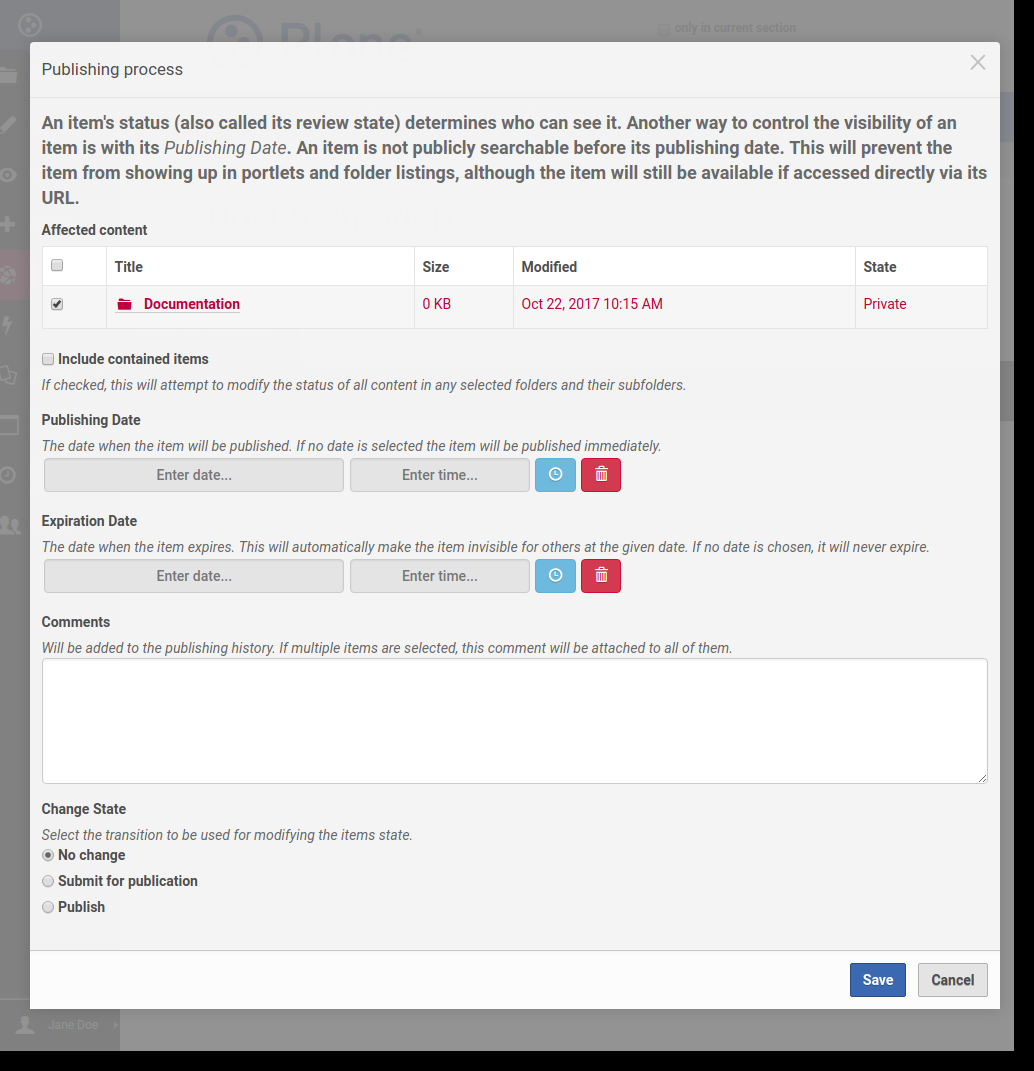 Plone
only in current section
Publishing process
An item's status (also called its review state) determines who can see it. Another way to control the visibility of an
item is with its Publishing Date. An item is not publicly searchable before its publishing date. This will prevent the
item from showing up in portlets and folder listings, although the item will still be available if accessed directly via its
URL.
Affected content
Title Size Modified State
Documentation 0 KB Oct 22, 2017 10:15 AM Private
Include contained items
If checked, this will attempt to modify the status of all content in any selected folders and their subfolders.
Publishing Date
The date when the item will be published. If no date is selected the item will be published immediately.
Enter date... Enter time...
Expiration Date
The date when the item expires. This will automatically make the item invisible for others at the given date. If no date is chosen, it will never expire.
Enter date... Enter time...
Comments
Will be added to the publishing history. If multiple items are selected, this comment will be attached to all of them.
Change State
Select the transition to be used for modifying the items state.
No change
Submit for publication
Publish
Save Cancel
Jane Doe